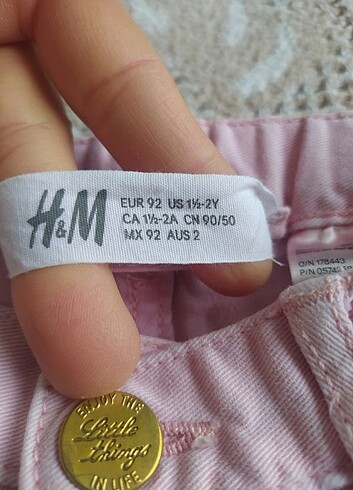 H&M
EUR 92 US 1½-2Y
CA 1½-2A CN 90/50
MX 92 AUS 2
O/N 178443
ENJOY THE
Little
things
IN LIFE